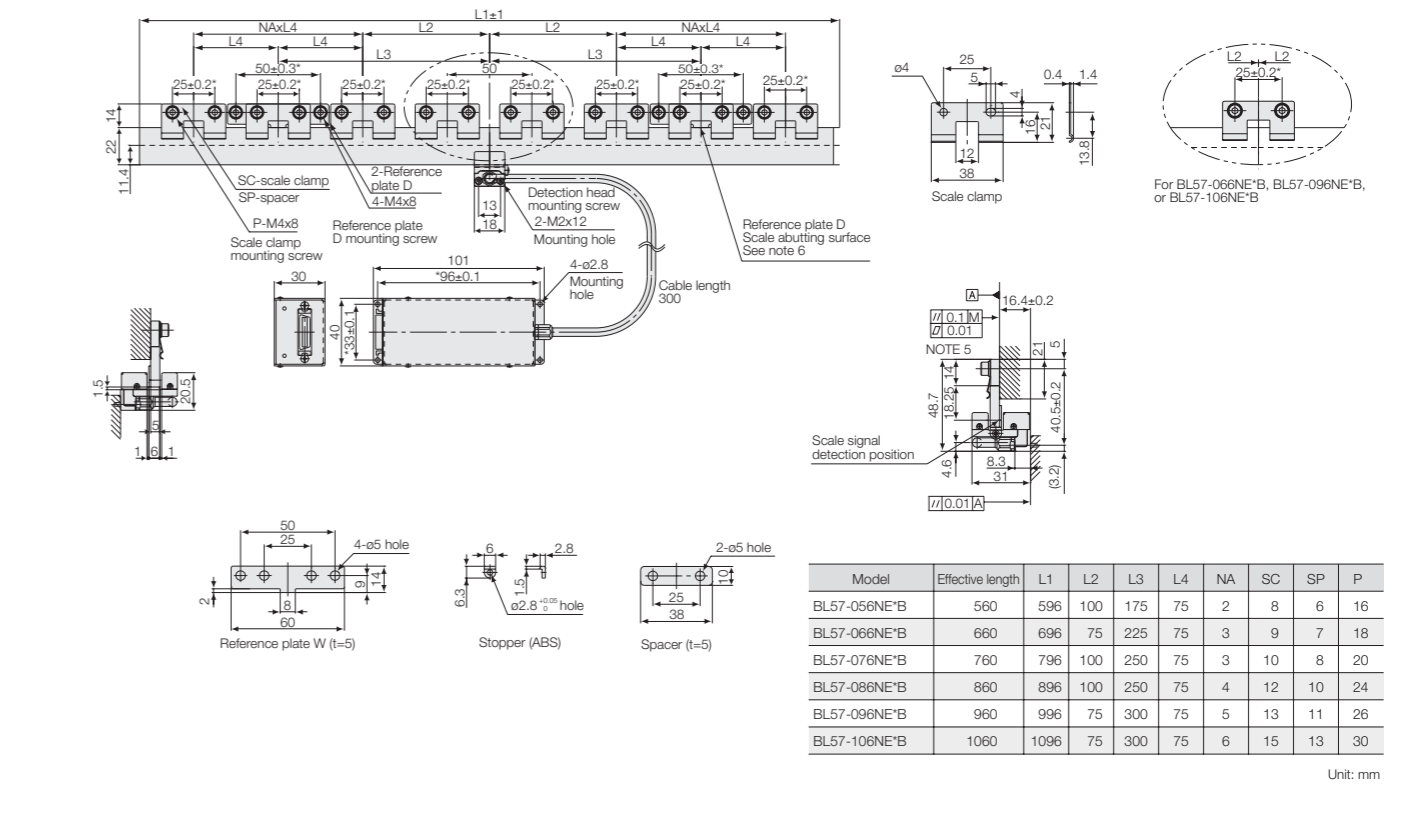 L1±1
NAxL4
L2
L2
NAxL4
L4
L4
L3
L3
L4
L4
50±0.3*
50
50±0.3*
25±0.2*
25±0.2*
25±0.2*
25±0.2*
25±0.2*
25±0.2*
25±0.2*
25±0.2*
14
22
11.4
SC-scale clamp
SP-spacer
P-M4x8
Scale clamp
mounting screw
2-Reference
plate D
4-M4x8
Reference plate
D mounting screw
13
18
Detection head
mounting screw
2-M2x12
Mounting hole
Reference plate D
Scale abutting surface
See note 6
ø4
25
5
4
16
21
12
38
0.4
1.4
13.8
Scale clamp
L2
L2
25±0.2*
For BL57-066NE*B, BL57-096NE*B,
or BL57-106NE*B
30
101
*96±0.1
40
*33±0.1
4-ø2.8
Mounting
hole
Cable length
300
1.5
20.5
5
1
6
1
A
16.4±0.2
// 0.1 M
⏥ 0.01
NOTE 5
21
5
14
48.7
18.25
40.5±0.2
Scale signal
detection position
4.6
8.3
31
(3.2)
// 0.01 A
50
25
4-ø5 hole
2
9
14
8
60
Reference plate W (t=5)
6
2.8
6.3
1.5
ø2.8 +0.05 0 hole
Stopper (ABS)
2-ø5 hole
10
25
38
Spacer (t=5)
Model Effective length L1 L2 L3 L4 NA SC SP P
BL57-056NE*B 560 596 100 175 75 2 8 6 16
BL57-066NE*B 660 696 75 225 75 3 9 7 18
BL57-076NE*B 760 796 100 250 75 3 10 8 20
BL57-086NE*B 860 896 100 250 75 4 12 10 24
BL57-096NE*B 960 996 75 300 75 5 13 11 26
BL57-106NE*B 1060 1096 75 300 75 6 15 13 30
Unit: mm